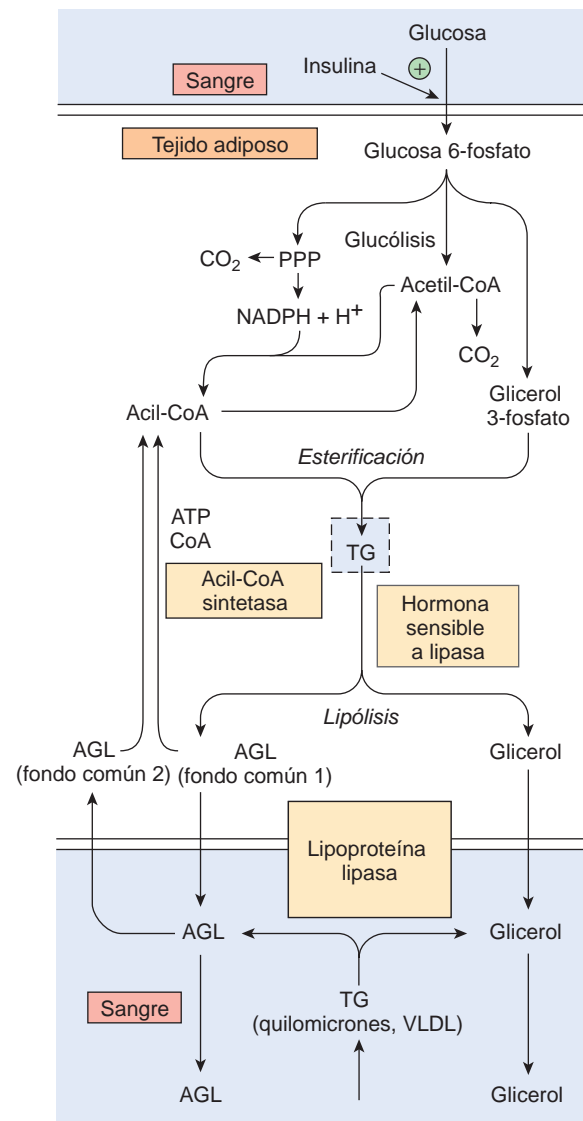 Glucosa
Insulina
+
Sangre
Tejido adiposo
Glucosa 6-fosfato
Glucólisis
CO2
PPP
Acetil-CoA
NADPH + H+
CO2
Acil-CoA
Glicerol
3-fosfato
Esterificación
ATP
CoA
TG
Acil-CoA
sintetasa
Hormona
sensible
a lipasa
Lipólisis
AGL
(fondo común 2)
AGL
(fondo común 1)
Glicerol
Lipoproteína
lipasa
AGL
Glicerol
Sangre
TG
(quilomicrones, VLDL)
AGL
Glicerol